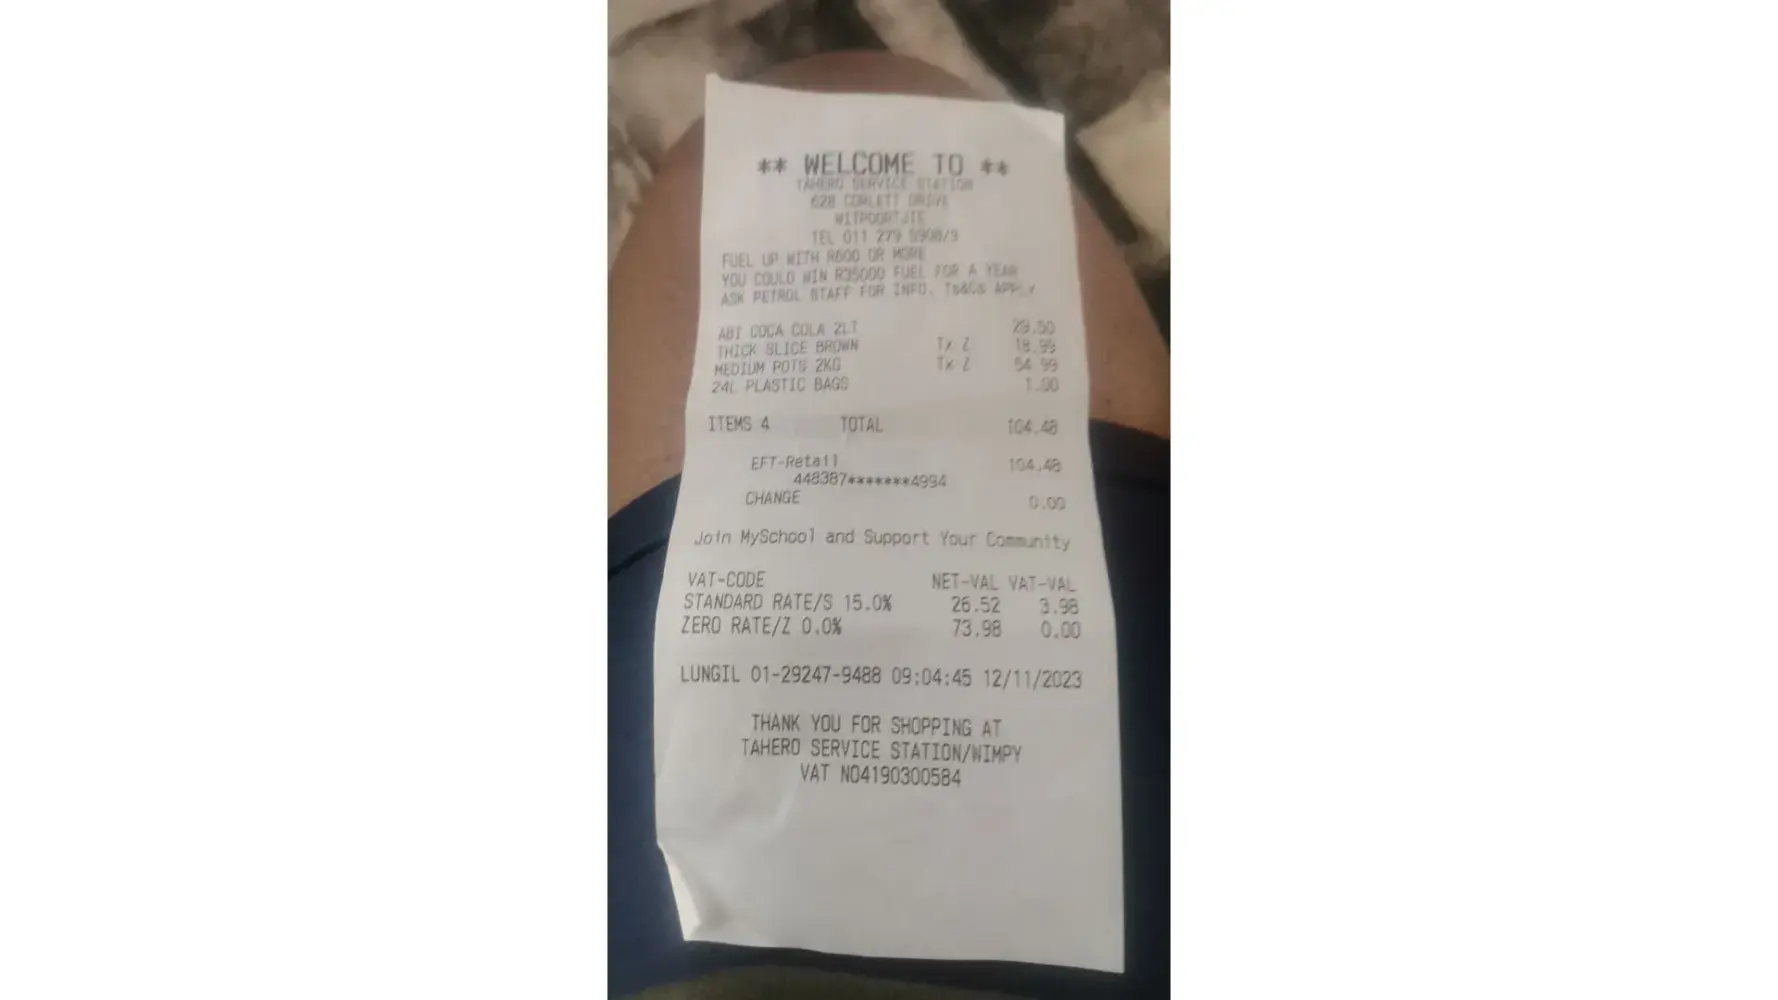 ** WELCOME TO **
TAHERO SERVICE STATION
628 CORLETT DRIVE
WITPOORTJIE
TEL 011 279 5900/9
FUEL UP WITH R600 OR MORE
YOU COULD WIN R35000 FUEL FOR A YEAR
ASK PETROL STAFF FOR INFO. Ts&Cs APPLY
ABI COCA COLA 2LT 29.50
THICK SLICE BROWN Tx Z 18.99
MEDIUM POTS 2KG Tx Z 54.99
24L PLASTIC BAGS 1.00
ITEMS 4 TOTAL 104.48
EFT-Retail 104.48
448387*******4994
CHANGE 0.00
Join MySchool and Support Your Community
VAT-CODE NET-VAL VAT-VAL
STANDARD RATE/S 15.0% 26.52 3.98
ZERO RATE/Z 0.0% 73.98 0.00
LUNGIL 01-29247-9488 09:04:45 12/11/2023
THANK YOU FOR SHOPPING AT
TAHERO SERVICE STATION/WIMPY
VAT NO4190300584